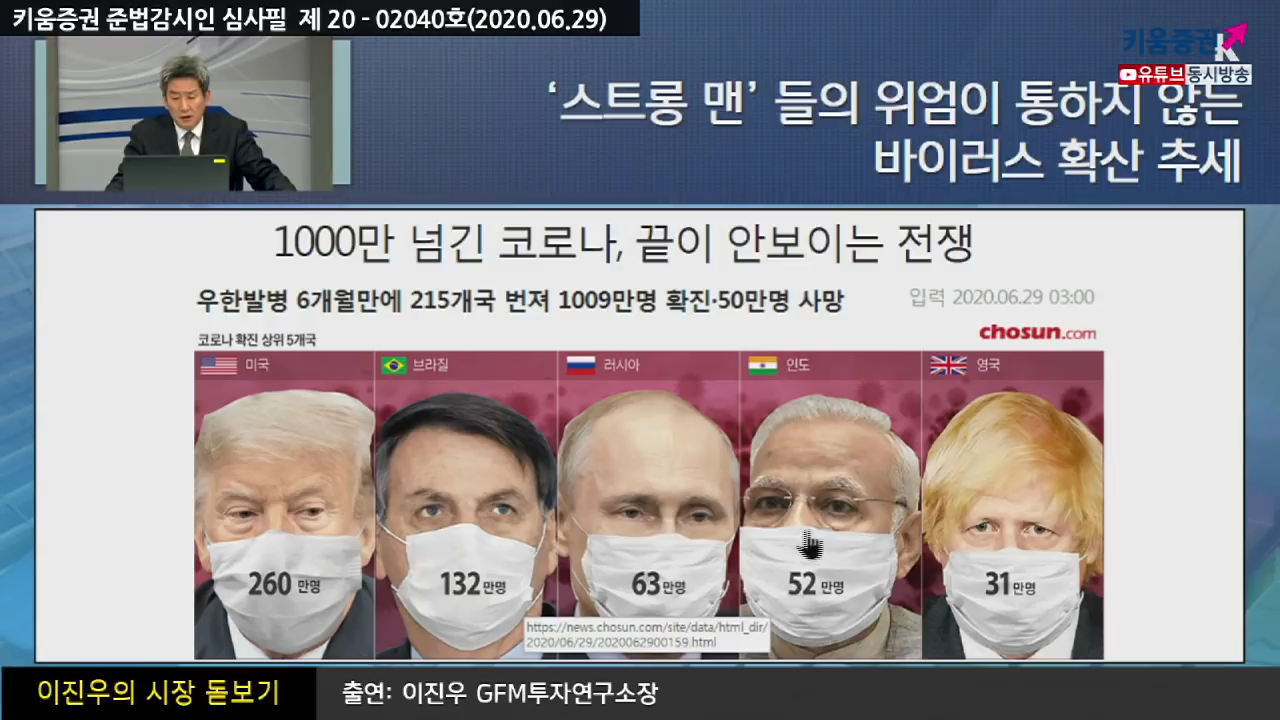 키움증권 준법감시인 심사필 제 20 - 02040호(2020.06.29)
키움증권
유튜브 동시방송
‘스트롱 맨’ 들의 위엄이 통하지 않는
바이러스 확산 추세
1000만 넘긴 코로나, 끝이 안보이는 전쟁
우한발병 6개월만에 215개국 번져 1009만명 확진·50만명 사망
입력 2020.06.29 03:00
코로나 확진 상위 5개국
chosun.com
미국 브라질 러시아 인도 영국
260 만명 132만명 63만명 52 만명 31만명
https://news.chosun.com/site/data/html_dir/
2020/06/29/2020062900159.html
이진우의 시장 돋보기
출연: 이진우 GFM투자연구소장